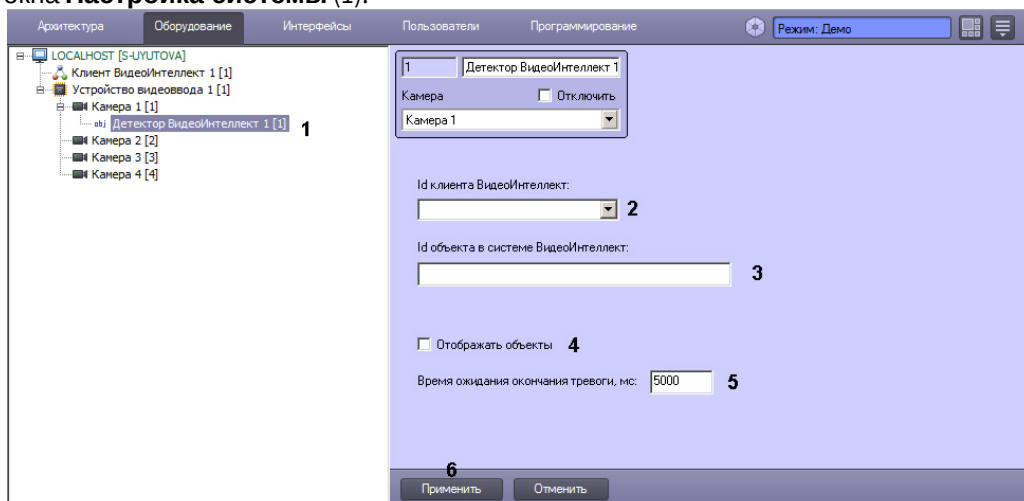 окна Настройка системы (1).
Архитектура Оборудование Интерфейсы Пользователи Программирование Режим: Демо
LOCALHOST [S-UYUTOVA]
Клиент ВидеоИнтеллект 1 [1]
Устройство видеоввода 1 [1]
Камера 1 [1]
obj Детектор ВидеоИнтеллект 1 [1] 1
Камера 2 [2]
Камера 3 [3]
Камера 4 [4]
1 Детектор ВидеоИнтеллект 1
Камера Отключить
Камера 1
Id клиента ВидеоИнтеллект:
2
Id объекта в системе ВидеоИнтеллект:
3
Отображать объекты 4
Время ожидания окончания тревоги, мс: 5000 5
6
Применить Отменить